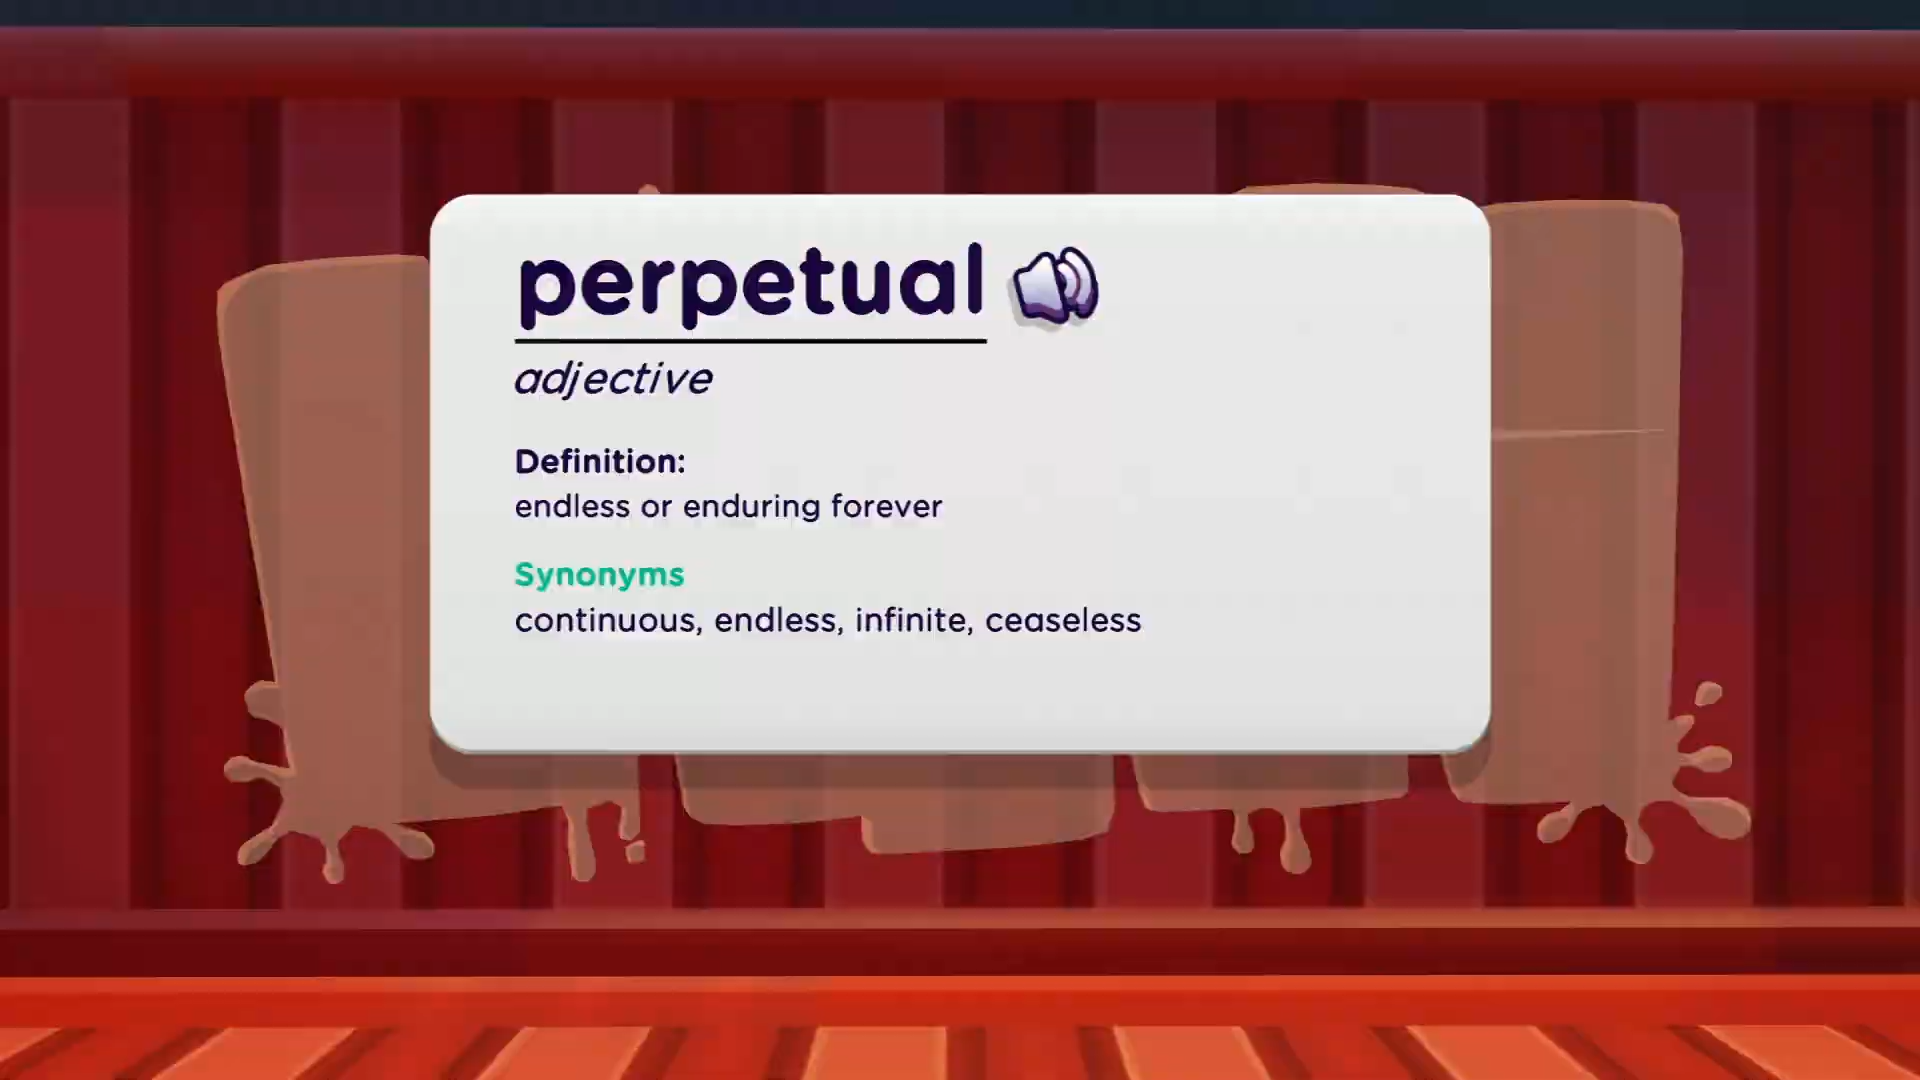 perpetual
adjective
Definition:
endless or enduring forever
Synonyms
continuous, endless, infinite, ceaseless